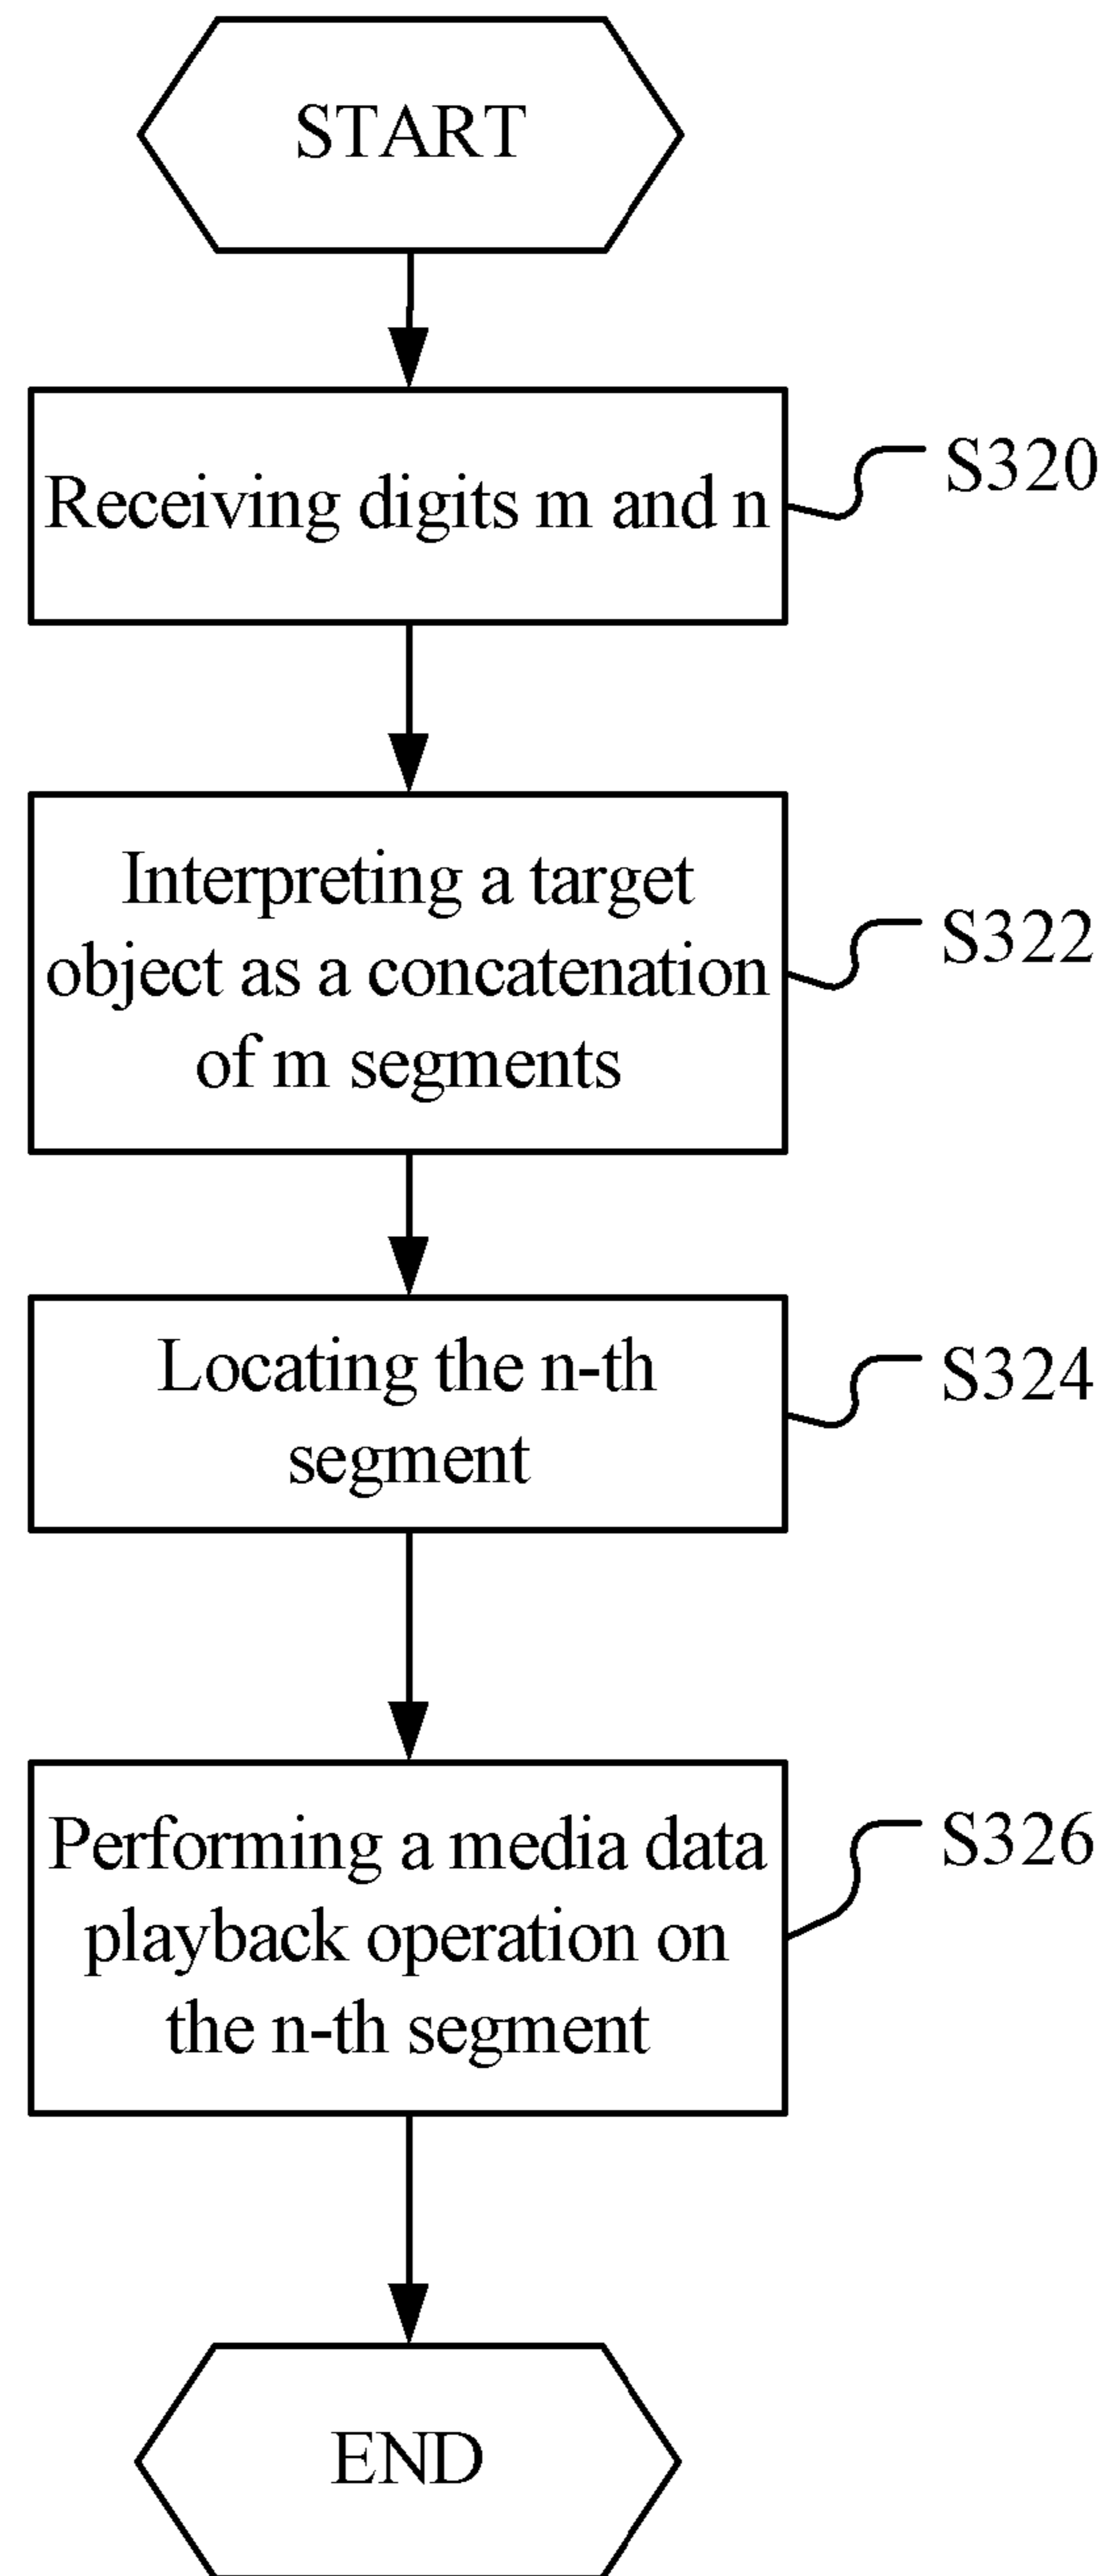 START
Receiving digits m and n
S320
Interpreting a target
object as a concatenation
of m segments
S322
Locating the n-th
segment
S324
Performing a media data
playback operation on
the n-th segment
S326
END